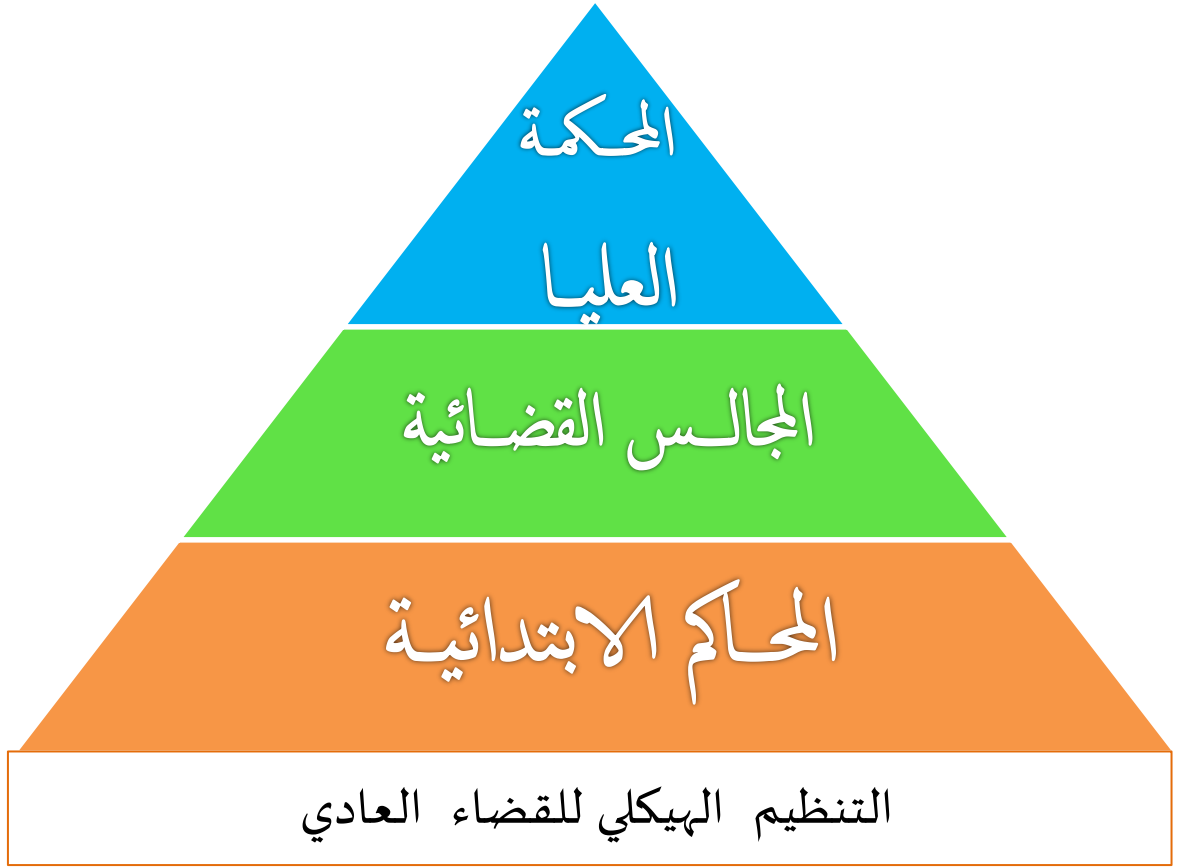 المحكمة
العليا
المجالس القضائية
المحاكم الابتدائية
التنظيم الهيكلي للقضاء العادي